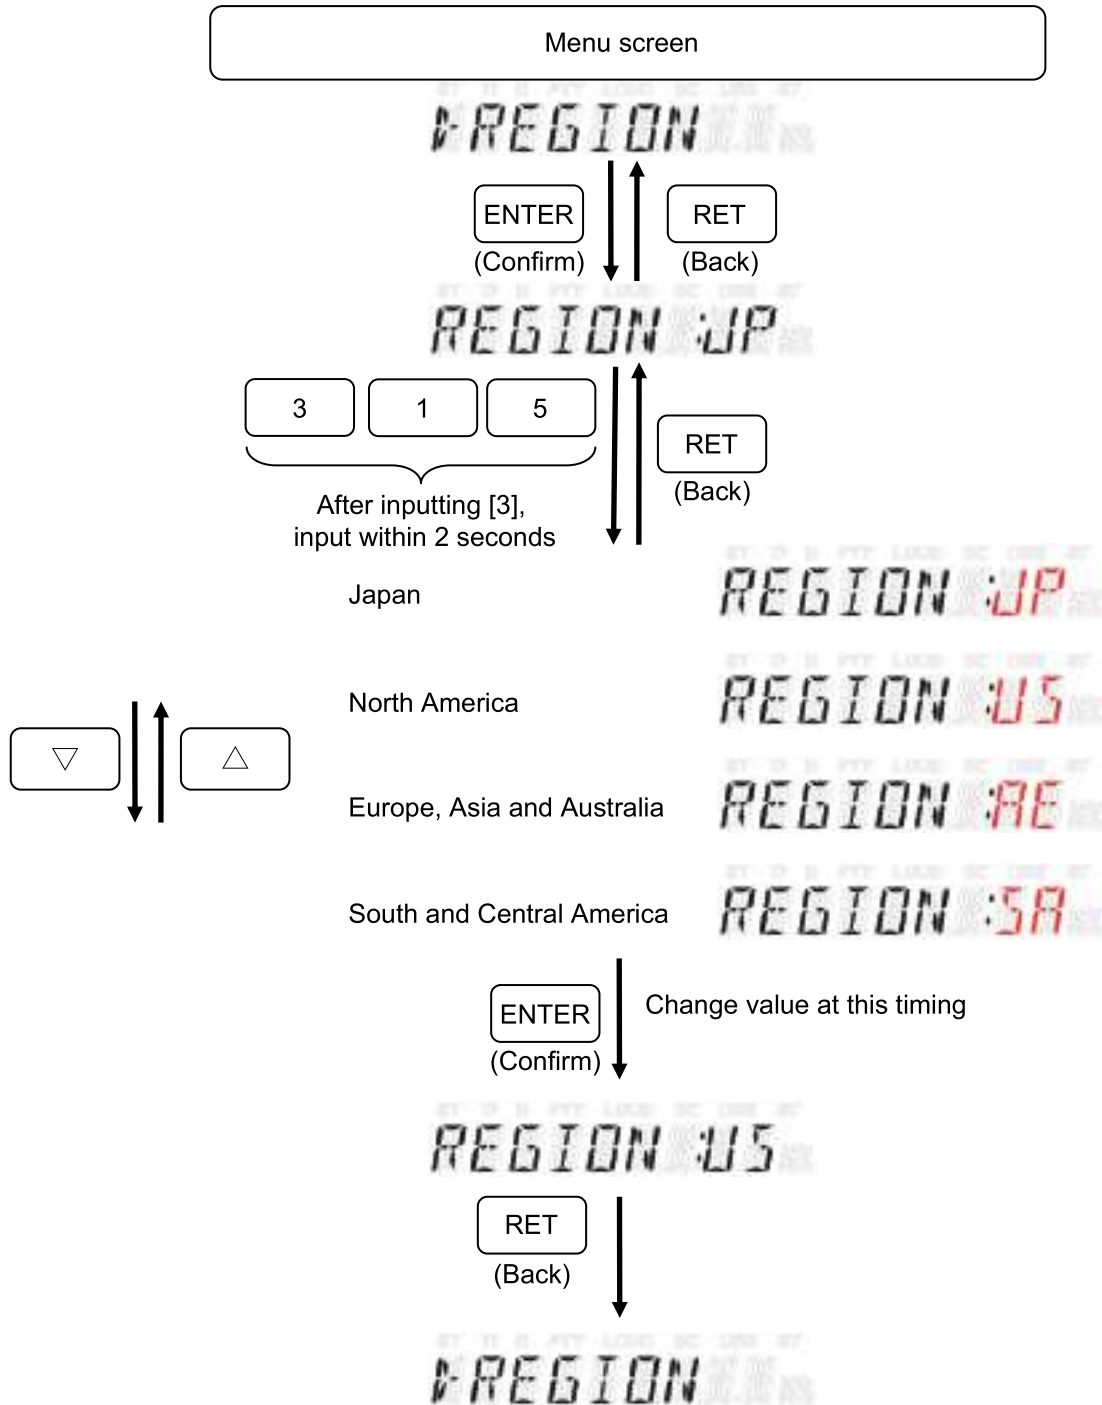 Menu screen
REGION
ENTER
RET
(Confirm)
(Back)
REGION :JP
3
1
5
RET
(Back)
After inputting [3],
input within 2 seconds
Japan
REGION :JP
North America
REGION :US
▽
△
Europe, Asia and Australia
REGION :AE
South and Central America
REGION :SA
ENTER
(Confirm)
Change value at this timing
REGION :US
RET
(Back)
REGION